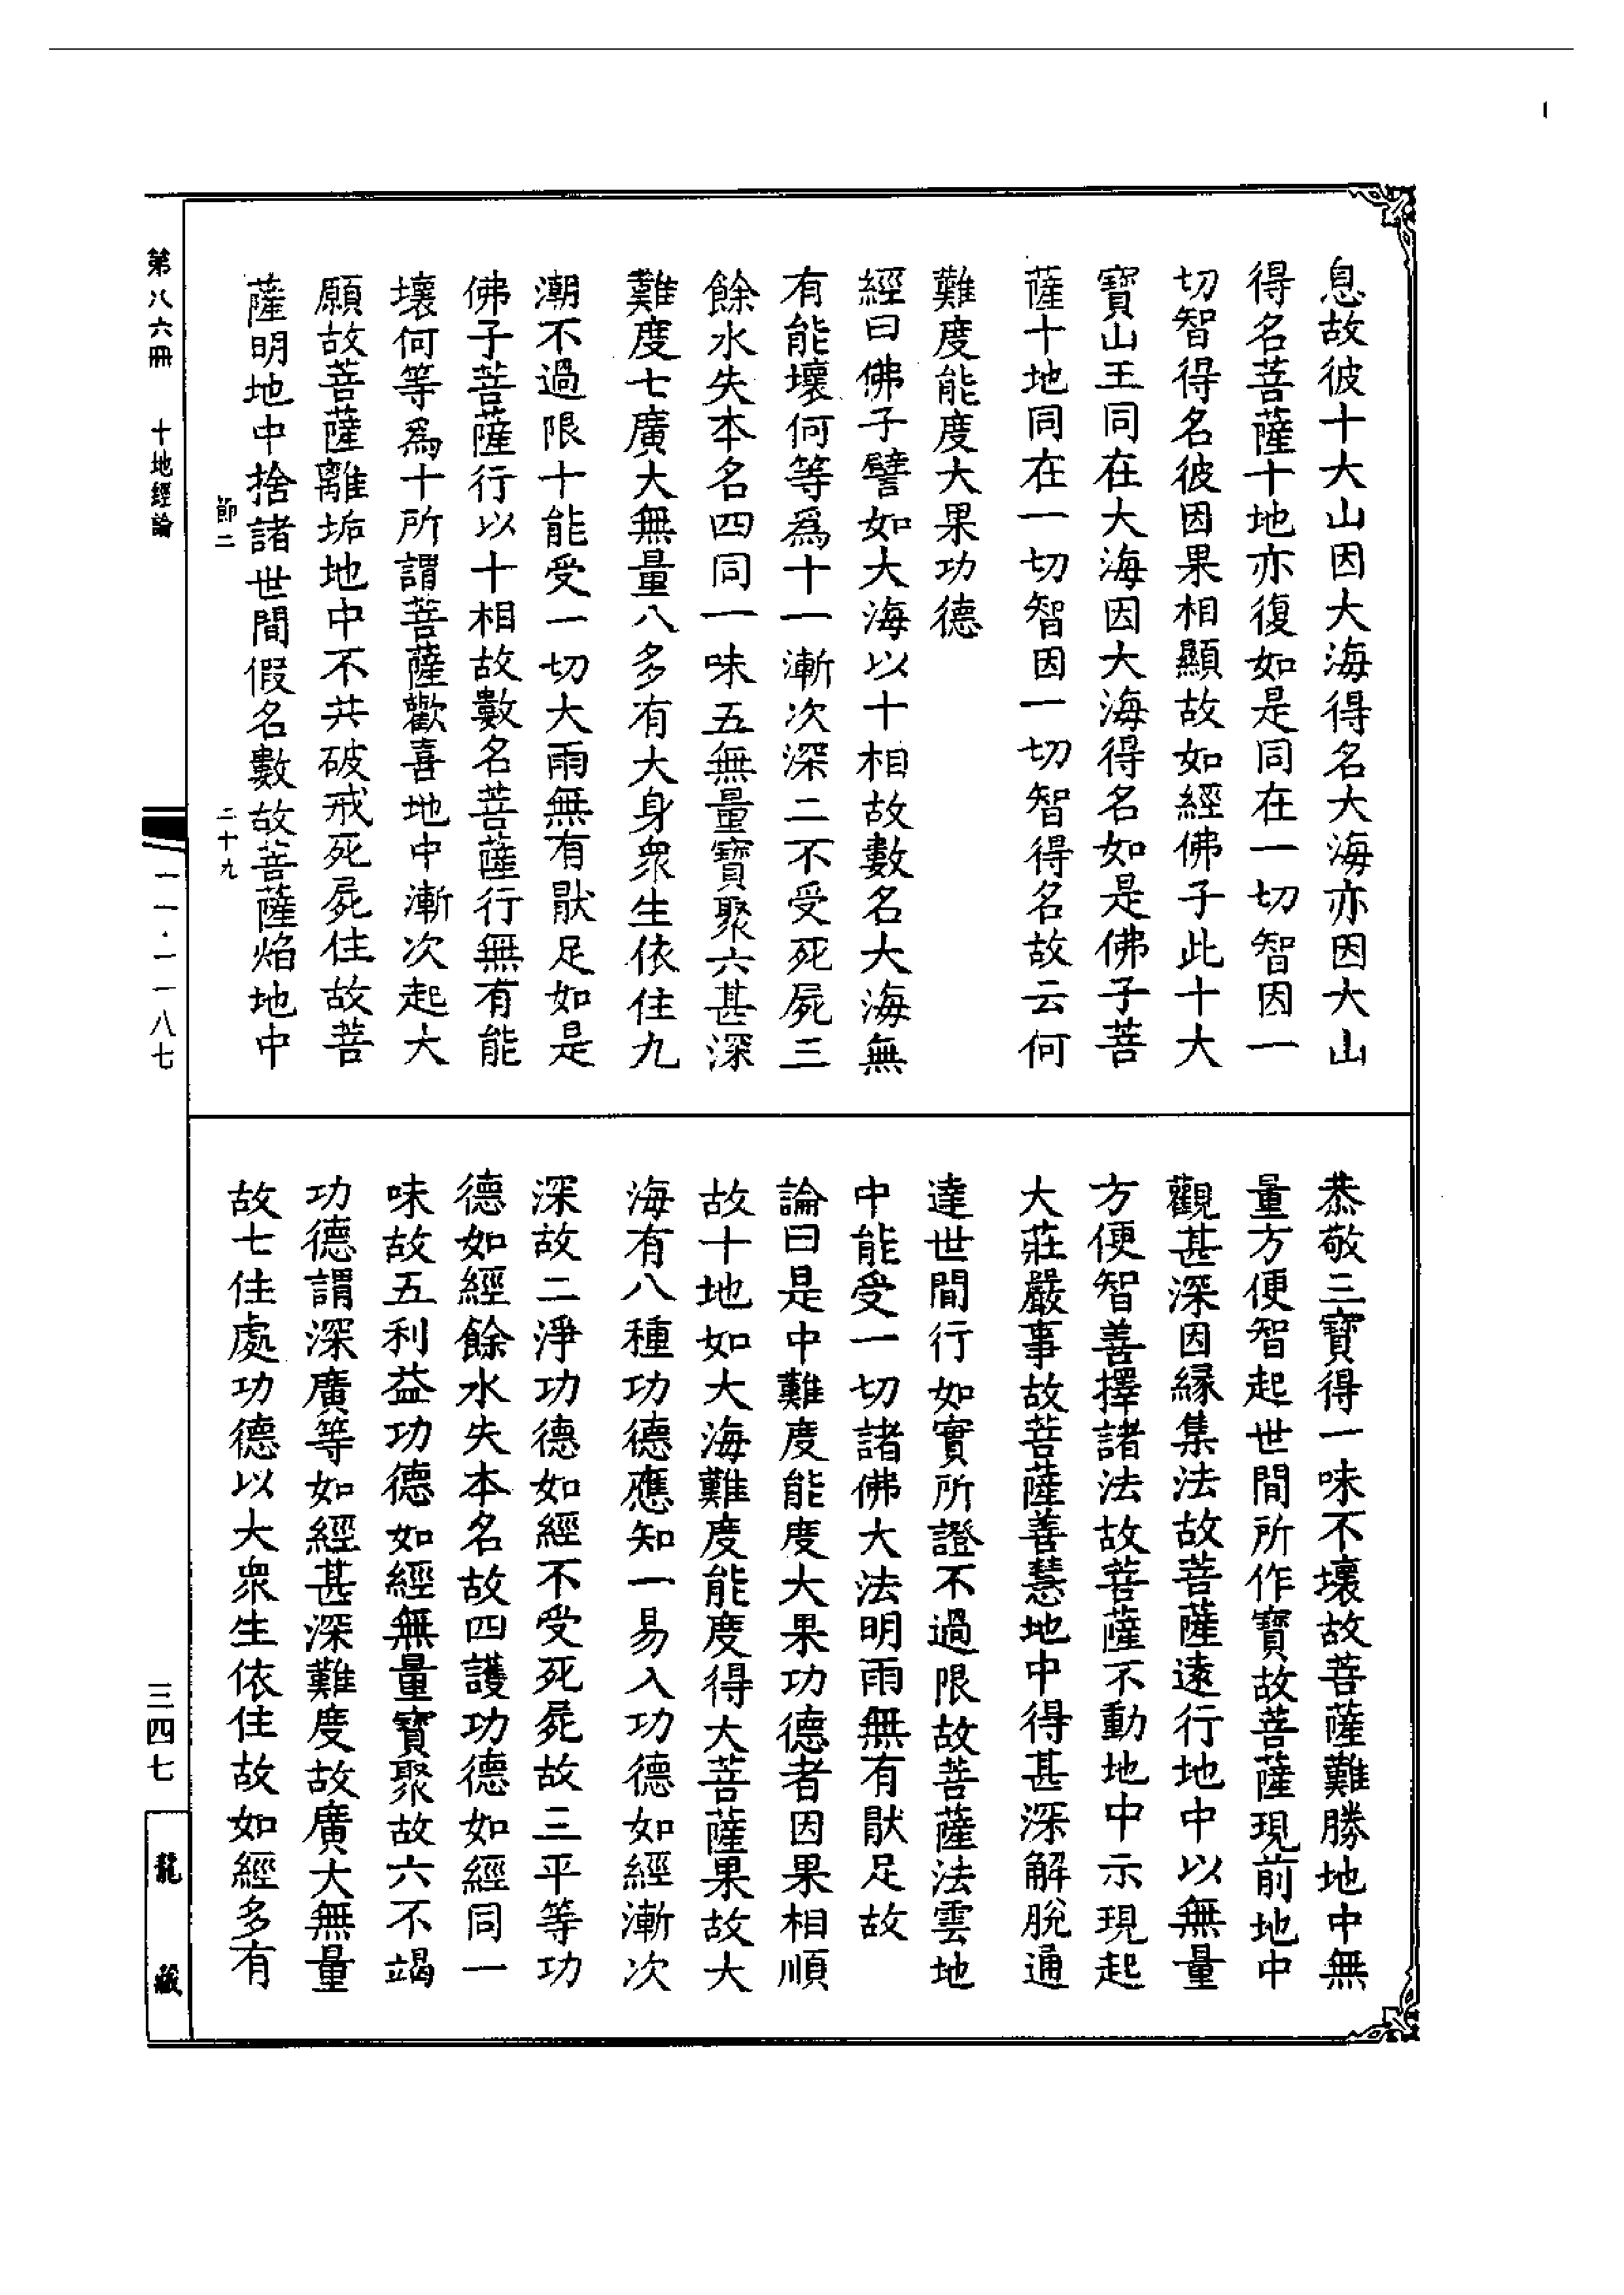 息故彼十大山因大海得名大海亦因大山
得名菩薩十地亦復如是同在一切智因一
切智得名彼因果相顯故如經佛子此十大
寶山王同在大海因大海得名如是佛子菩
薩十地同在一切智因一切智得名故云何
難度能度大果功德
經曰佛子譬如大海以十相故數名大海無
有能壞何等爲十一漸次深二不受死屍三
餘水失本名四同一味五無量寶聚六甚深
難度七廣大無量八多有大身衆生依住九
潮不過限十能受一切大雨無有猒足如是
佛子菩薩行以十相故數名菩薩行無有能
壞何等爲十所謂菩薩歡喜地中漸次起大
願故菩薩離垢地中不共破戒死屍住故菩
薩明地中捨諸世間假名數故菩薩焰地中
恭敬三寶得一味不壞故菩薩難勝地中無
量方便智起世間所作寶故菩薩現前地中
觀甚深因緣集法故菩薩遠行地中以無量
方便智善擇諸法故菩薩不動地中示現起
大莊嚴事故菩薩善慧地中得甚深解脫通
達世間行如實所證不過限故菩薩法雲地
中能受一切諸佛大法明雨無有猒足故
論曰是中難度能度大果功德者因果相順
故十地如大海難度能度得大菩薩果故大
海有八種功德應知一易入功德如經漸次
深故二淨功德如經不受死屍故三平等功
德如經餘水失本名故四護功德如經同一
味故五利益功德如經無量寶聚故六不竭
功德謂深廣等如經甚深難度故廣大無量
故七住處功德以大衆生依住故如經多有
節二
二十九
第八六冊
十地經論
一一·一一八七
三四七
龍藏